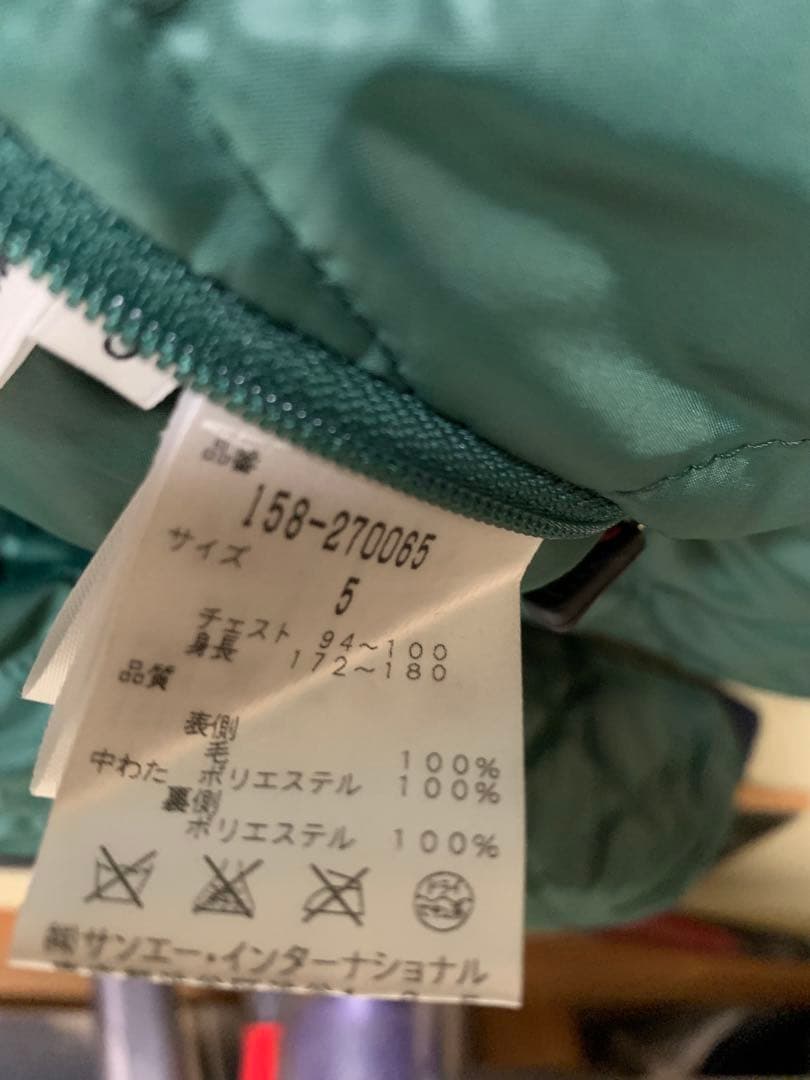 品番
158-270065
サイズ
5
チェスト 94~100
身長 172~180
品質
表側
毛 100%
中わた ポリエステル 100%
裏側
ポリエステル 100%
ドライ
㈱サンエー・インターナショナル